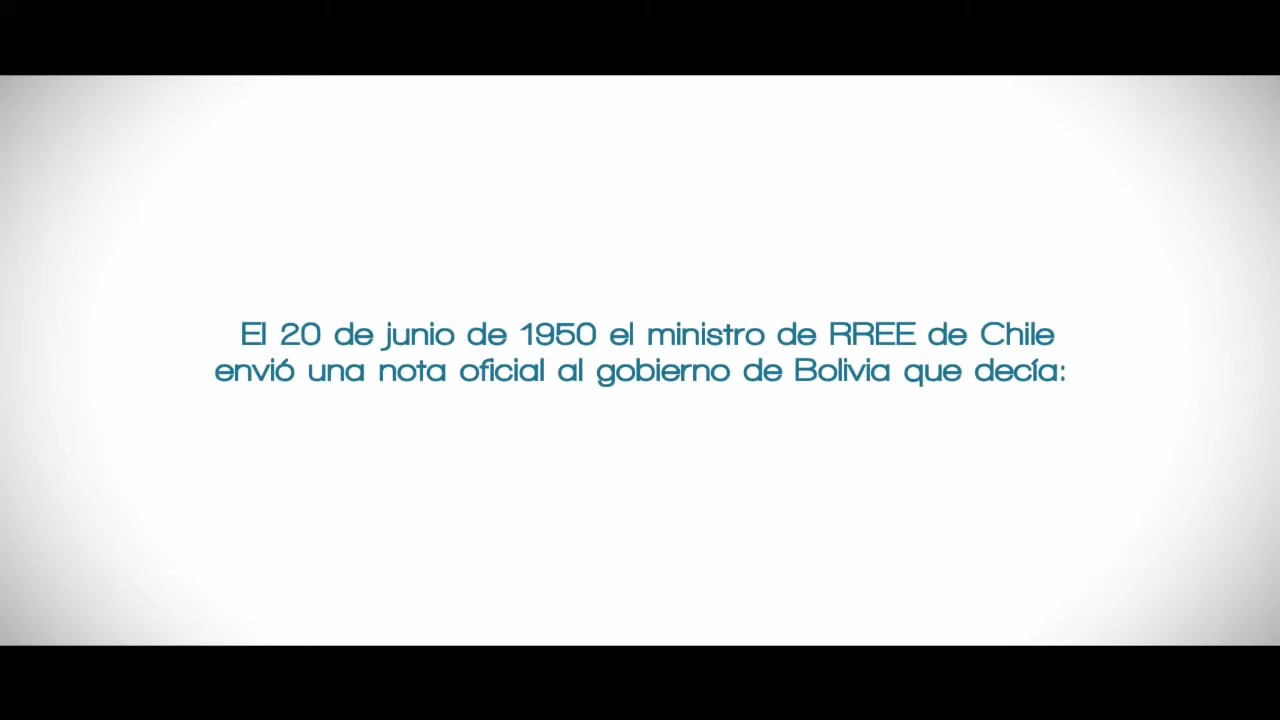 El 20 de junio de 1950 el ministro de RREE de Chile
envió una nota oficial al gobierno de Bolivia que decía: